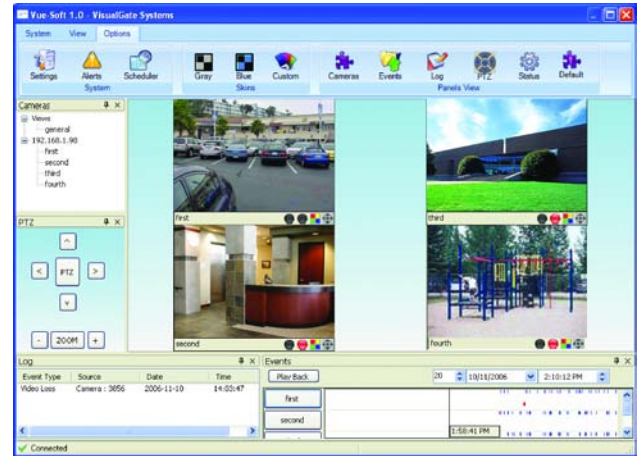 Vue-Soft 1.0 - VisualGate Systems
System View Options
Settings Alerts Scheduler Gray Blue Custom Cameras Events Log PTZ Status Default
System Skins Panels View
Cameras
Views
general
192.168.1.90
first
second
third
fourth
first
third
PTZ
PTZ
- ZOOM +
second
fourth
Log
Events
Event Type Source Date Time
Video Loss Camera : 3856 2006-11-10 14:03:47
Play Back
20 10/11/2006 2:10:12 PM
first
second
1:58:41 PM
Connected